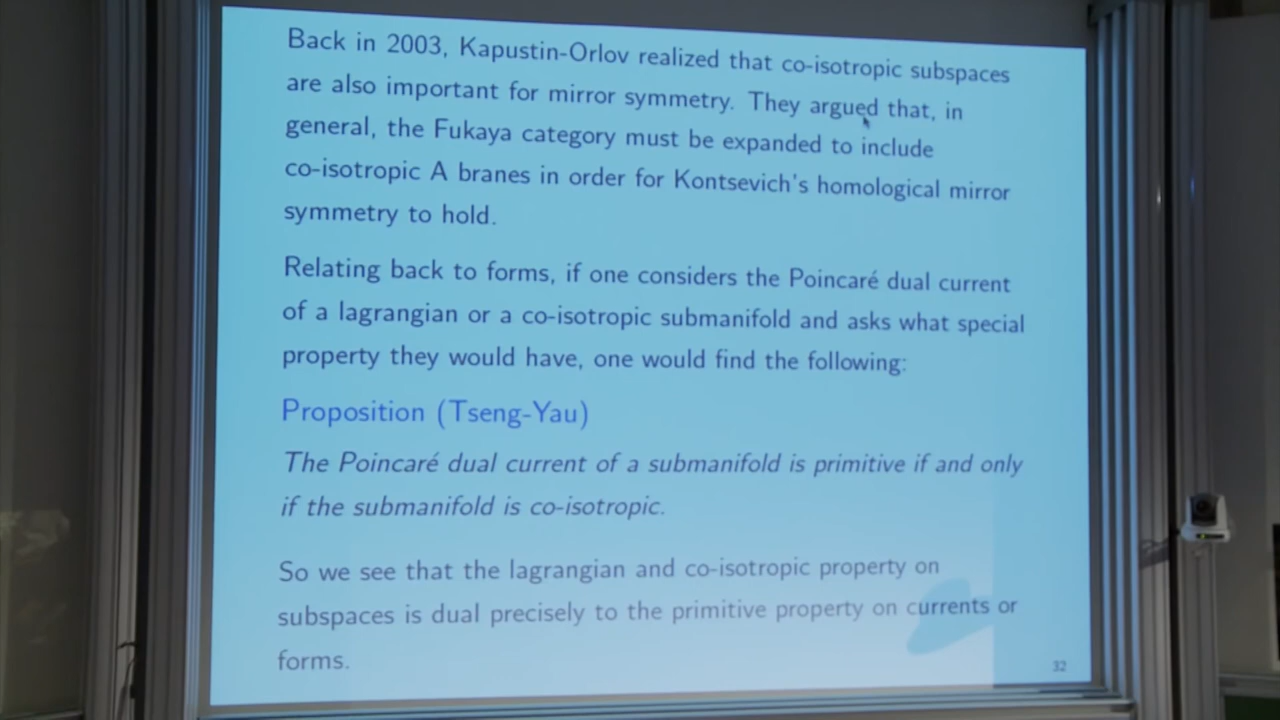 Back in 2003, Kapustin-Orlov realized that co-isotropic subspaces
are also important for mirror symmetry. They argued that, in
general, the Fukaya category must be expanded to include
co-isotropic A branes in order for Kontsevich's homological mirror
symmetry to hold.
Relating back to forms, if one considers the Poincaré dual current
of a lagrangian or a co-isotropic submanifold and asks what special
property they would have, one would find the following:
Proposition (Tseng-Yau)
The Poincaré dual current of a submanifold is primitive if and only
if the submanifold is co-isotropic.
So we see that the lagrangian and co-isotropic property on
subspaces is dual precisely to the primitive property on currents or
forms.
32